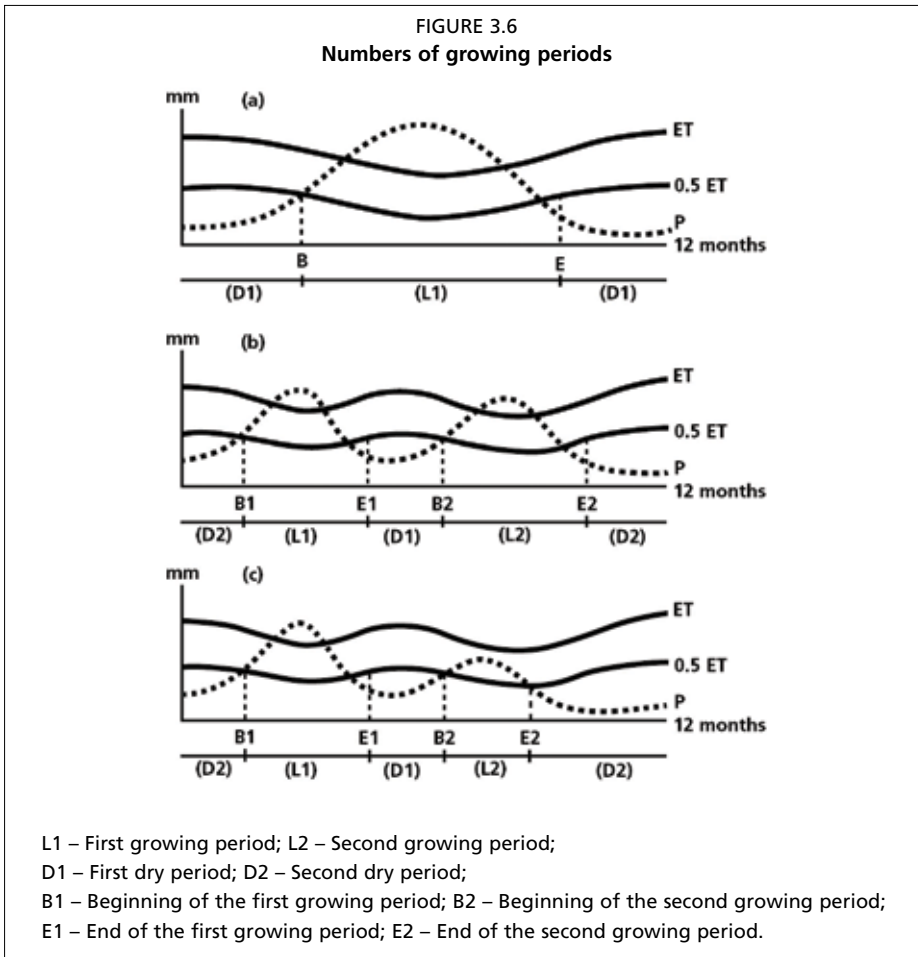 FIGURE 3.6
Numbers of growing periods
mm (a)
ET
0.5 ET
P
12 months
B E
(D1) (L1) (D1)
mm (b)
ET
0.5 ET
P
12 months
B1 E1 B2 E2
(D2) (L1) (D1) (L2) (D2)
mm (c)
ET
0.5 ET
P
12 months
B1 E1 B2 E2
(D2) (L1) (D1) (L2) (D2)
L1 – First growing period; L2 – Second growing period;
D1 – First dry period; D2 – Second dry period;
B1 – Beginning of the first growing period; B2 – Beginning of the second growing period;
E1 – End of the first growing period; E2 – End of the second growing period.